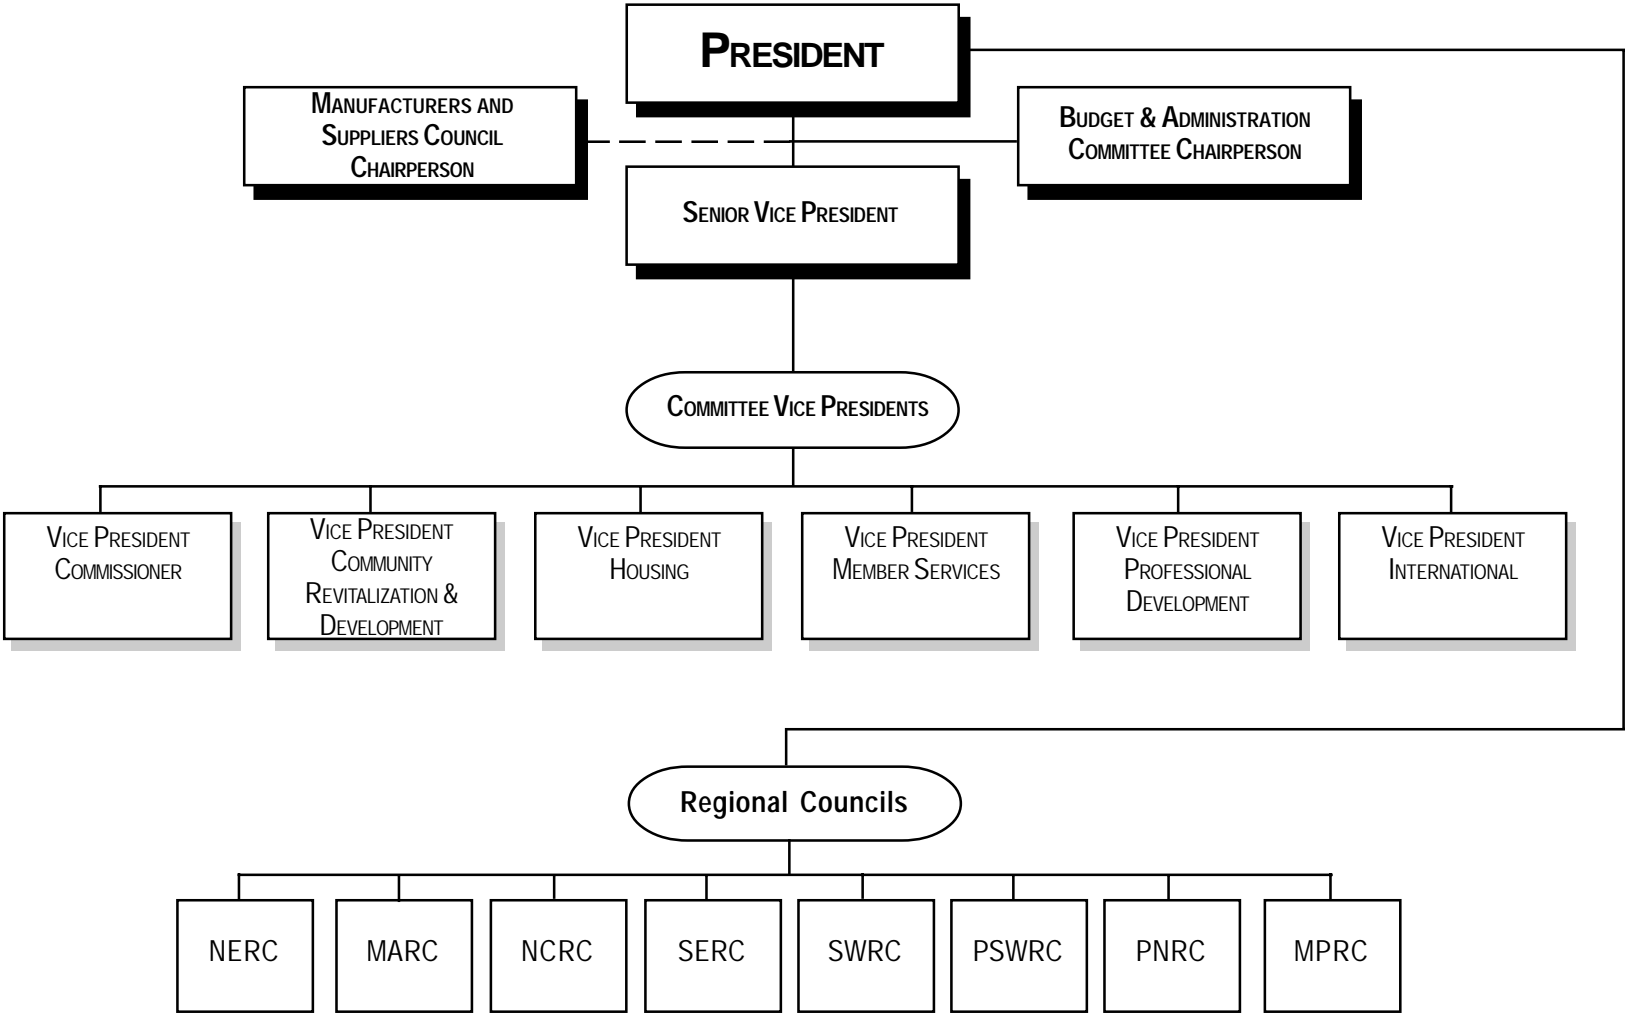 PRESIDENT
MANUFACTURERS AND
SUPPLIERS COUNCIL
CHAIRPERSON
BUDGET & ADMINISTRATION
COMMITTEE CHAIRPERSON
SENIOR VICE PRESIDENT
COMMITTEE VICE PRESIDENTS
VICE PRESIDENT
COMMISSIONER
VICE PRESIDENT
COMMUNITY
REVITALIZATION &
DEVELOPMENT
VICE PRESIDENT
HOUSING
VICE PRESIDENT
MEMBER SERVICES
VICE PRESIDENT
PROFESSIONAL
DEVELOPMENT
VICE PRESIDENT
INTERNATIONAL
Regional Councils
NERC
MARC
NCRC
SERC
SWRC
PSWRC
PNRC
MPRC